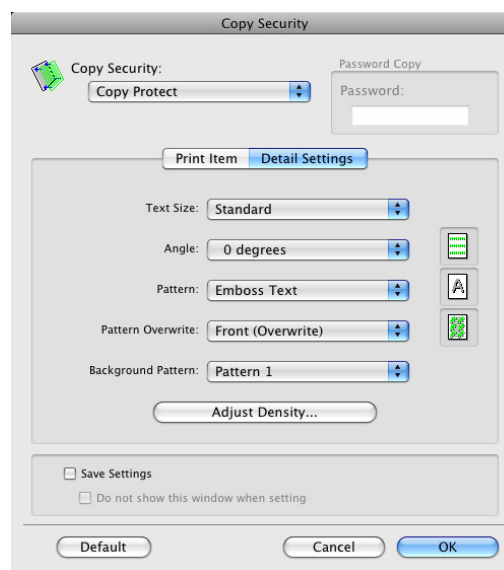 Copy Security
Copy Security:
Copy Protect
Password Copy
Password:
Print Item Detail Settings
Text Size: Standard
Angle: 0 degrees
Pattern: Emboss Text
A
Pattern Overwrite: Front (Overwrite)
Background Pattern: Pattern 1
Adjust Density...
Save Settings
Do not show this window when setting
Default Cancel OK